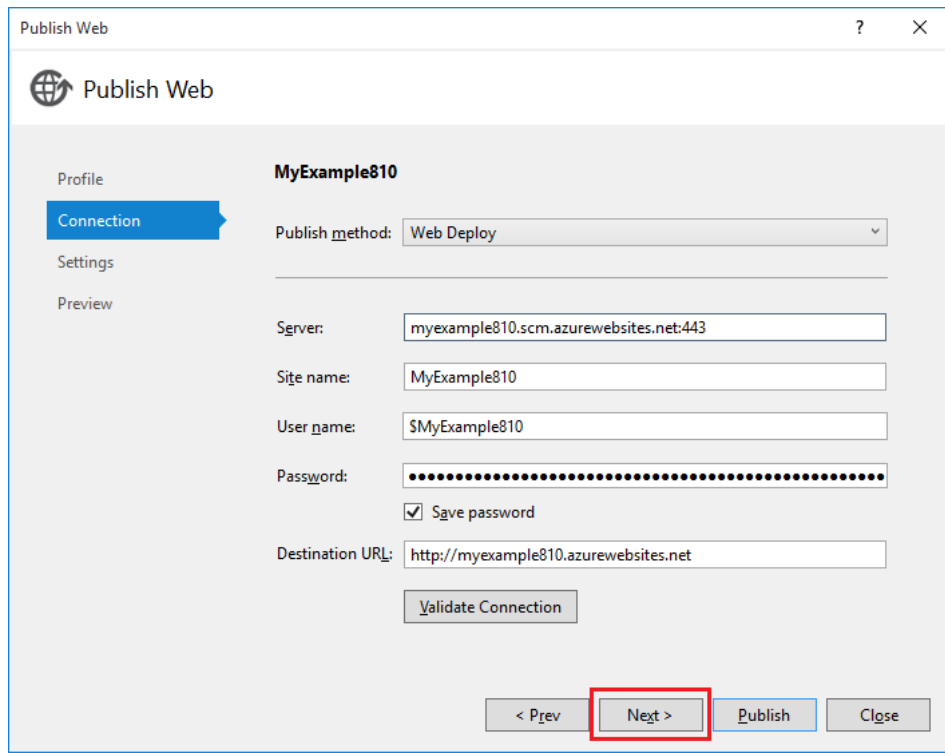 Publish Web
?
Publish Web
Profile
Connection
Settings
Preview
MyExample810
Publish method: Web Deploy
Server: myexample810.scm.azurewebsites.net:443
Site name: MyExample810
User name: $MyExample810
Password: ●●●●●●●●●●●●●●●●●●●●●●●●●●●●●●●●●●●●●●●●●●●●●●●●●●●
Save password
Destination URL: http://myexample810.azurewebsites.net
Validate Connection
< Prev Next > Publish Close